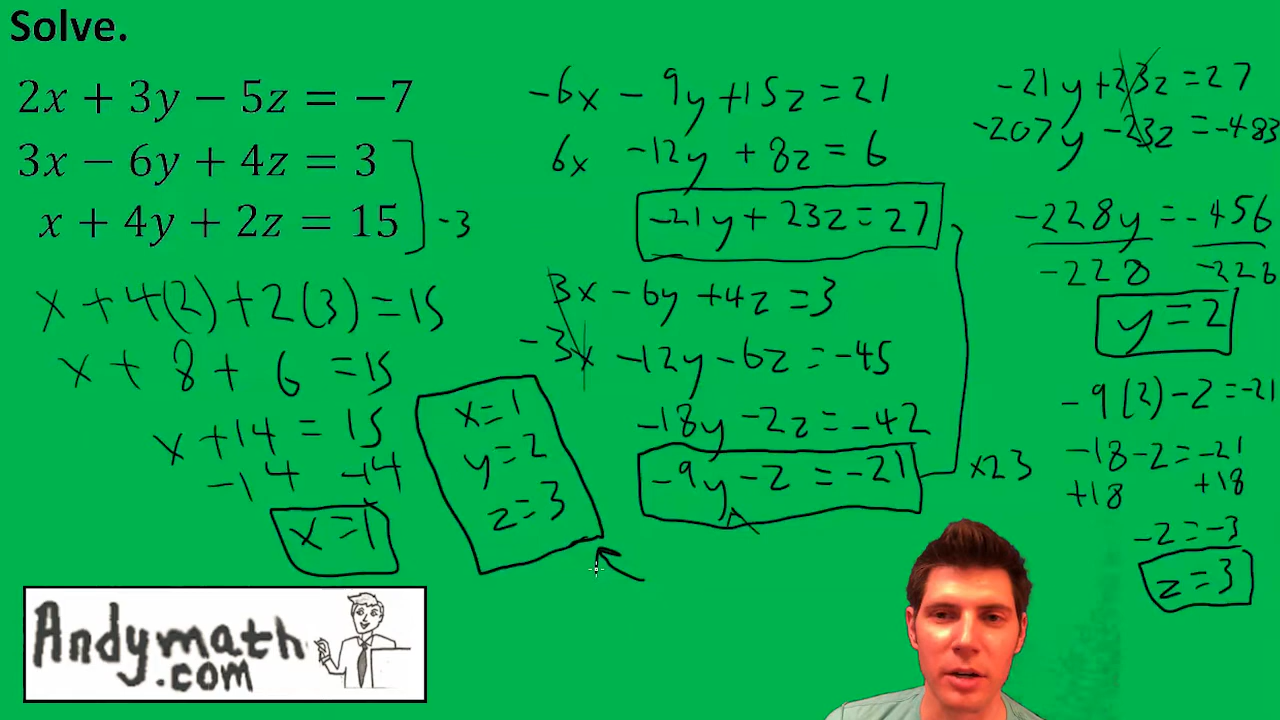 Solve.
2x + 3y − 5z = −7
3x − 6y + 4z = 3
x + 4y + 2z = 15
-3
x + 4(2) + 2(3) = 15
x + 8 + 6 = 15
x + 14 = 15
-14 -14
x = 1
x = 1
y = 2
z = 3
-6x - 9y + 15z = 21
6x -12y + 8z = 6
-21y + 23z = 27
3x - 6y + 4z = 3
-3x -12y - 6z = -45
-18y - 2z = -42
-9y - z = -21
x23
-21y + 23z = 27
-207y - 23z = -483
-228y = -456
-228 -228
y = 2
-9(2) - z = -21
-18 - z = -21
+18 +18
-z = -3
z = 3
Andymath
.com